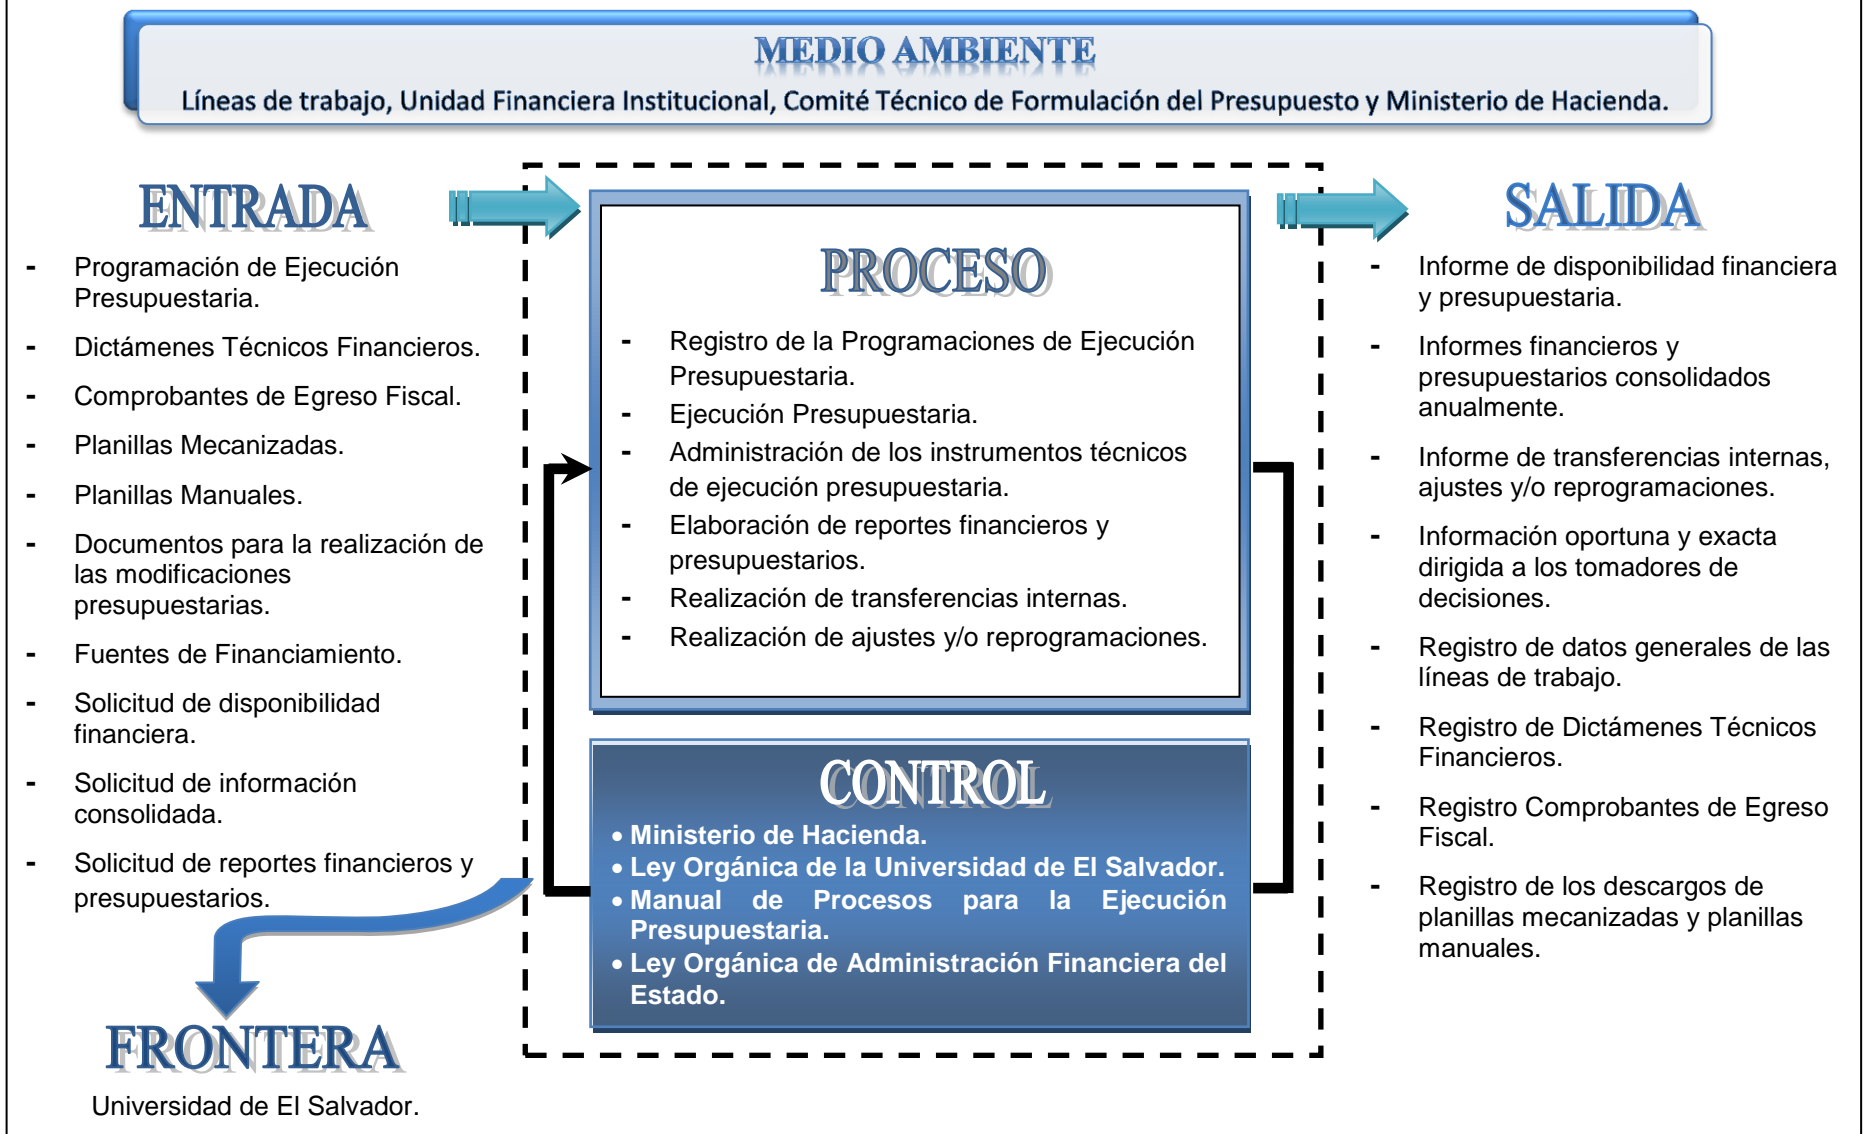 MEDIO AMBIENTE
Líneas de trabajo, Unidad Financiera Institucional, Comité Técnico de Formulación del Presupuesto y Ministerio de Hacienda.
ENTRADA
- Programación de Ejecución
Presupuestaria.
- Dictámenes Técnicos Financieros.
- Comprobantes de Egreso Fiscal.
- Planillas Mecanizadas.
- Planillas Manuales.
- Documentos para la realización de
las modificaciones
presupuestarias.
- Fuentes de Financiamiento.
- Solicitud de disponibilidad
financiera.
- Solicitud de información
consolidada.
- Solicitud de reportes financieros y
presupuestarios.
FRONTERA
Universidad de El Salvador.
PROCESO
- Registro de la Programaciones de Ejecución
Presupuestaria.
- Ejecución Presupuestaria.
- Administración de los instrumentos técnicos
de ejecución presupuestaria.
- Elaboración de reportes financieros y
presupuestarios.
- Realización de transferencias internas.
- Realización de ajustes y/o reprogramaciones.
CONTROL
• Ministerio de Hacienda.
• Ley Orgánica de la Universidad de El Salvador.
• Manual de Procesos para la Ejecución
Presupuestaria.
• Ley Orgánica de Administración Financiera del
Estado.
SALIDA
- Informe de disponibilidad financiera
y presupuestaria.
- Informes financieros y
presupuestarios consolidados
anualmente.
- Informe de transferencias internas,
ajustes y/o reprogramaciones.
- Información oportuna y exacta
dirigida a los tomadores de
decisiones.
- Registro de datos generales de las
líneas de trabajo.
- Registro de Dictámenes Técnicos
Financieros.
- Registro Comprobantes de Egreso
Fiscal.
- Registro de los descargos de
planillas mecanizadas y planillas
manuales.